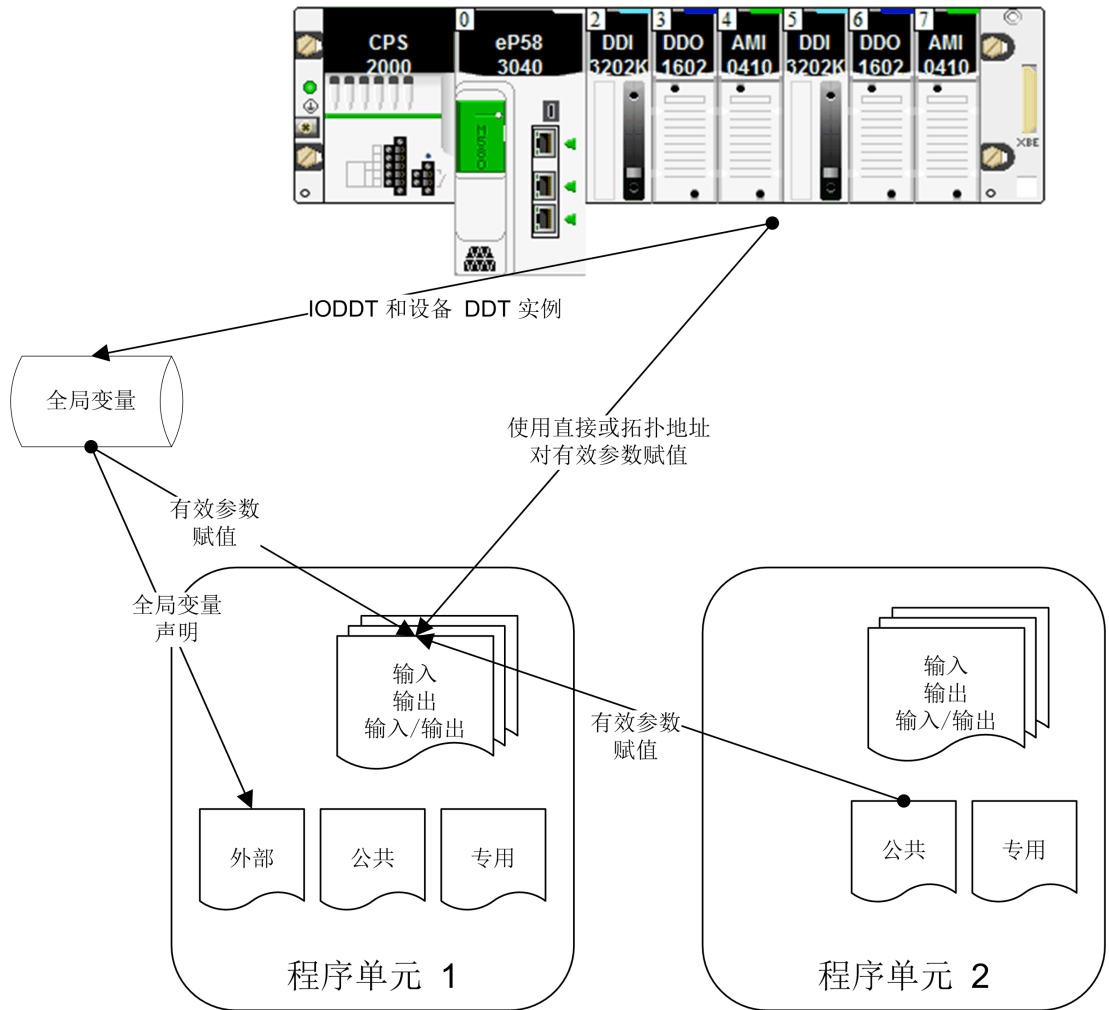 0 2 3 4 5 6 7
CPS 2000
eP58 3040
DDI 3202K
DDO 1602
AMI 0410
DDI 3202K
DDO 1602
AMI 0410
M580
XBE
IODDT 和设备 DDT 实例
全局变量
使用直接或拓扑地址
对有效参数赋值
有效参数
赋值
全局变量
声明
输入
输出
输入/输出
有效参数
赋值
输入
输出
输入/输出
外部
公共
专用
公共
专用
程序单元 1
程序单元 2